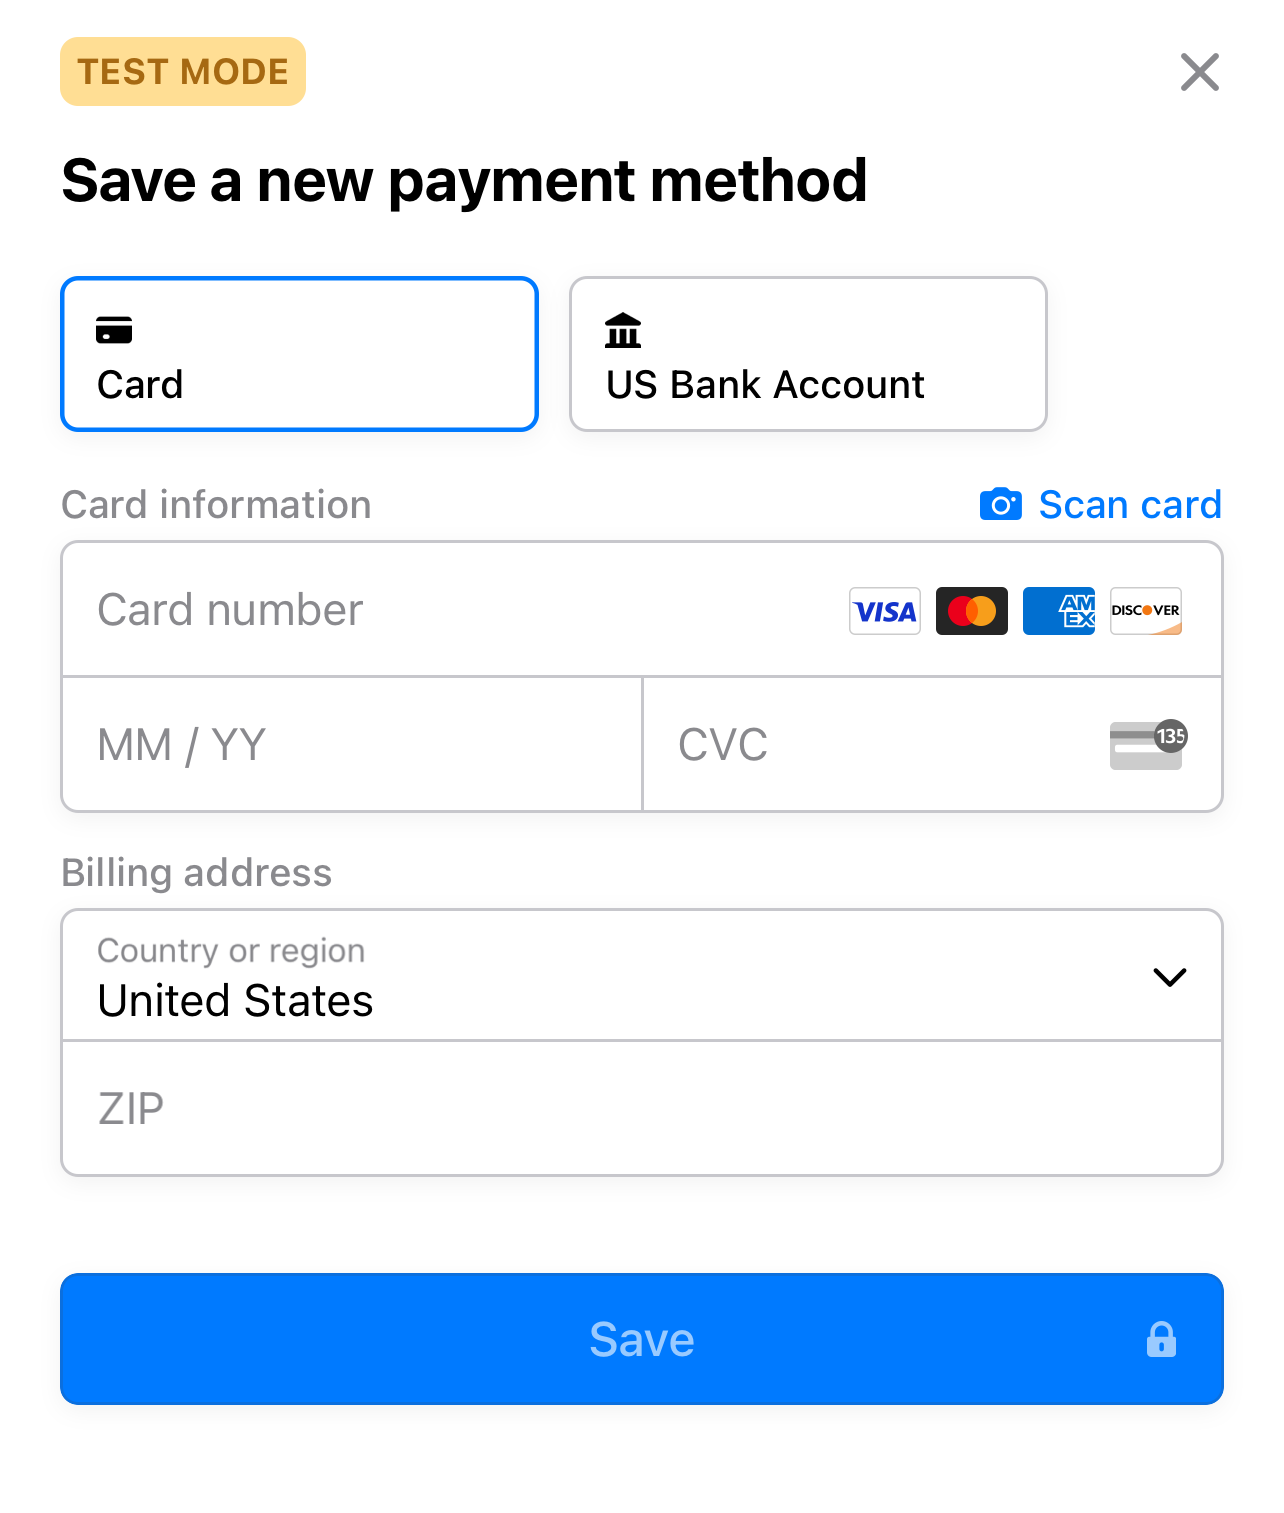 TEST MODE
Save a new payment method
Card
US Bank Account
Card information
Scan card
Card number
VISA
AM
EX
DISCOVER
MM / YY
CVC
135
Billing address
Country or region
United States
ZIP
Save